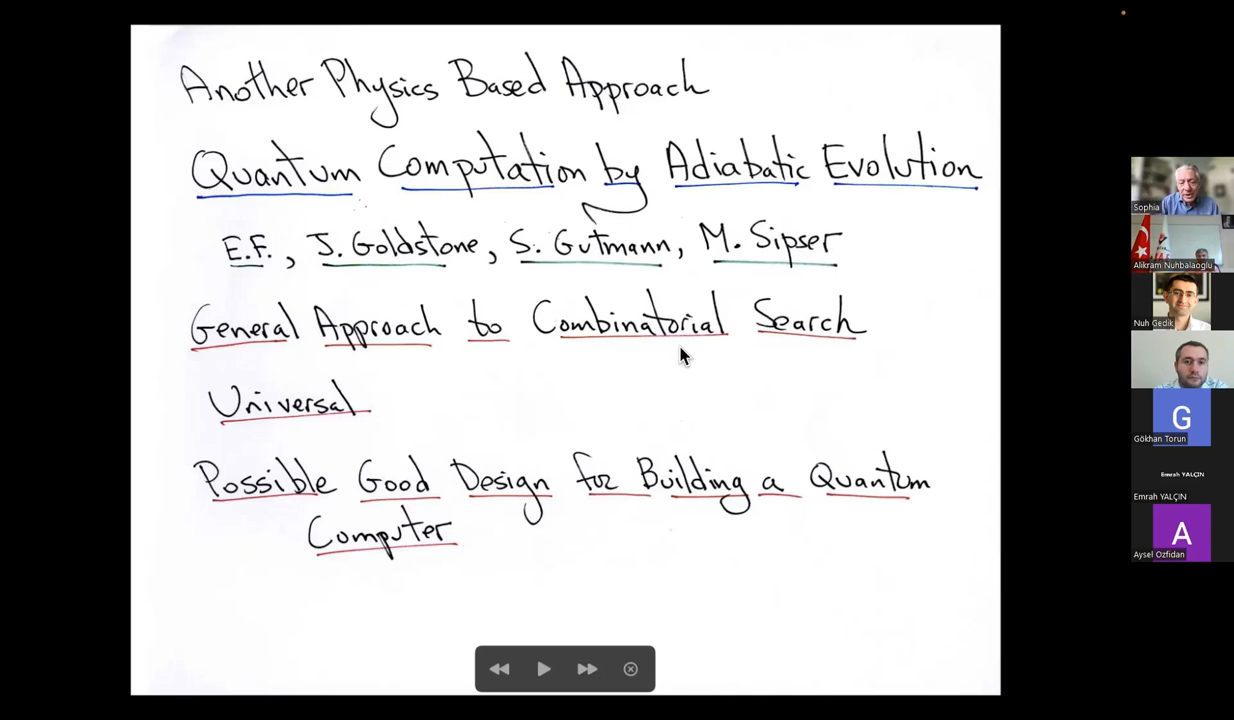 Another Physics Based Approach
Quantum Computation by Adiabatic Evolution
E.F., J. Goldstone, S. Gutmann, M. Sipser
General Approach to Combinatorial Search
Universal
Possible Good Design for Building a Quantum
Computer
Sophia
Alikram Nuhbalaoglu
Nuh Gedik
G
Gökhan Torun
Emrah YALÇIN
Emrah YALÇIN
A
Aysel Ozfidan